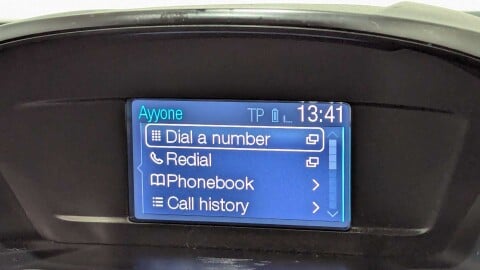 Ayyone TP 13:41
Dial a number
Redial
Phonebook
Call history